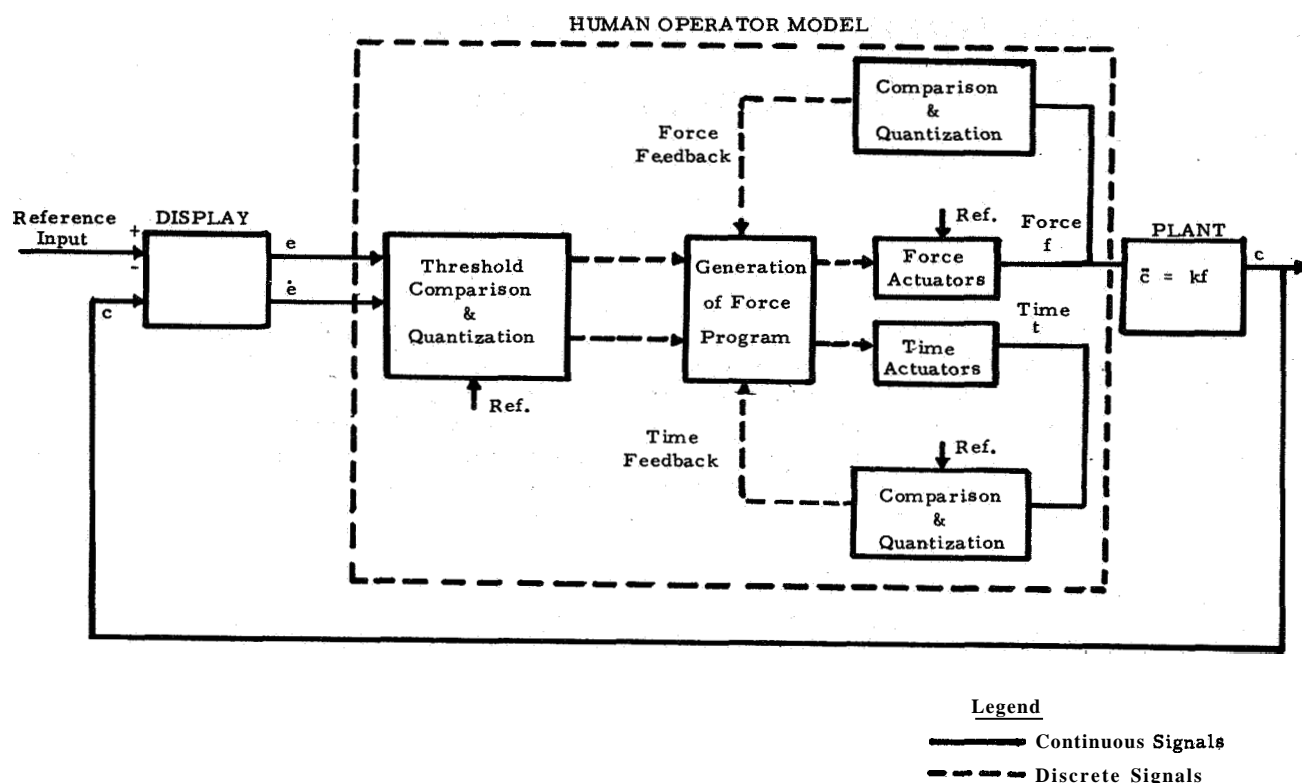 HUMAN OPERATOR MODEL
Comparison
&
Quantization
Force
Feedback
Reference
Input
+
-
DISPLAY
e
ė
c
Threshold
Comparison
&
Quantization
Ref.
Generation
of Force
Program
Ref.
Force
Actuators
Force
f
PLANT
c̈ = kf
c
Time
t
Time
Actuators
Time
Feedback
Ref.
Comparison
&
Quantization
Legend
Continuous Signals
Discrete Signals